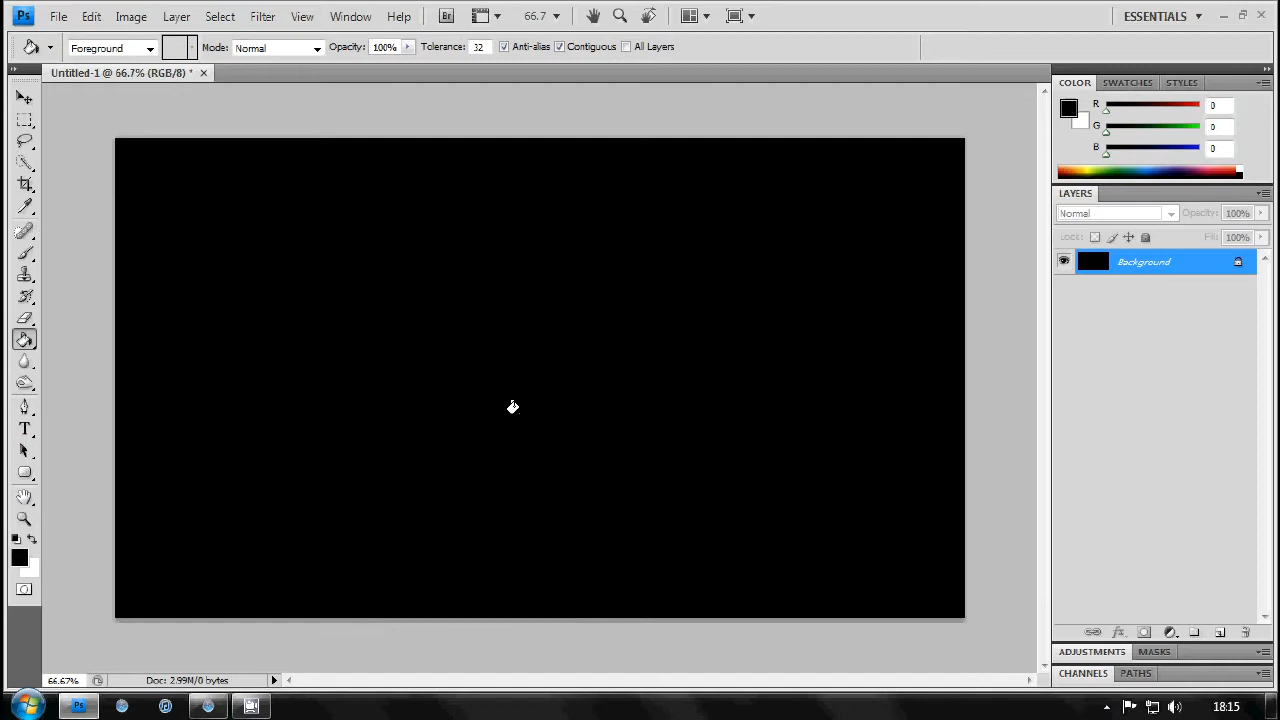 Ps File Edit Image Layer Select Filter View Window Help Br 66.7 ESSENTIALS
Foreground Mode: Normal Opacity: 100% Tolerance: 32 Anti-alias Contiguous All Layers
Untitled-1 @ 66.7% (RGB/8) *
COLOR SWATCHES STYLES
R 0
G 0
B 0
LAYERS
Normal Opacity: 100%
LOCK: Fill: 100%
Background
T
fx
ADJUSTMENTS MASKS
CHANNELS PATHS
66.67% Doc: 2.99M/0 bytes
Ps 18:15